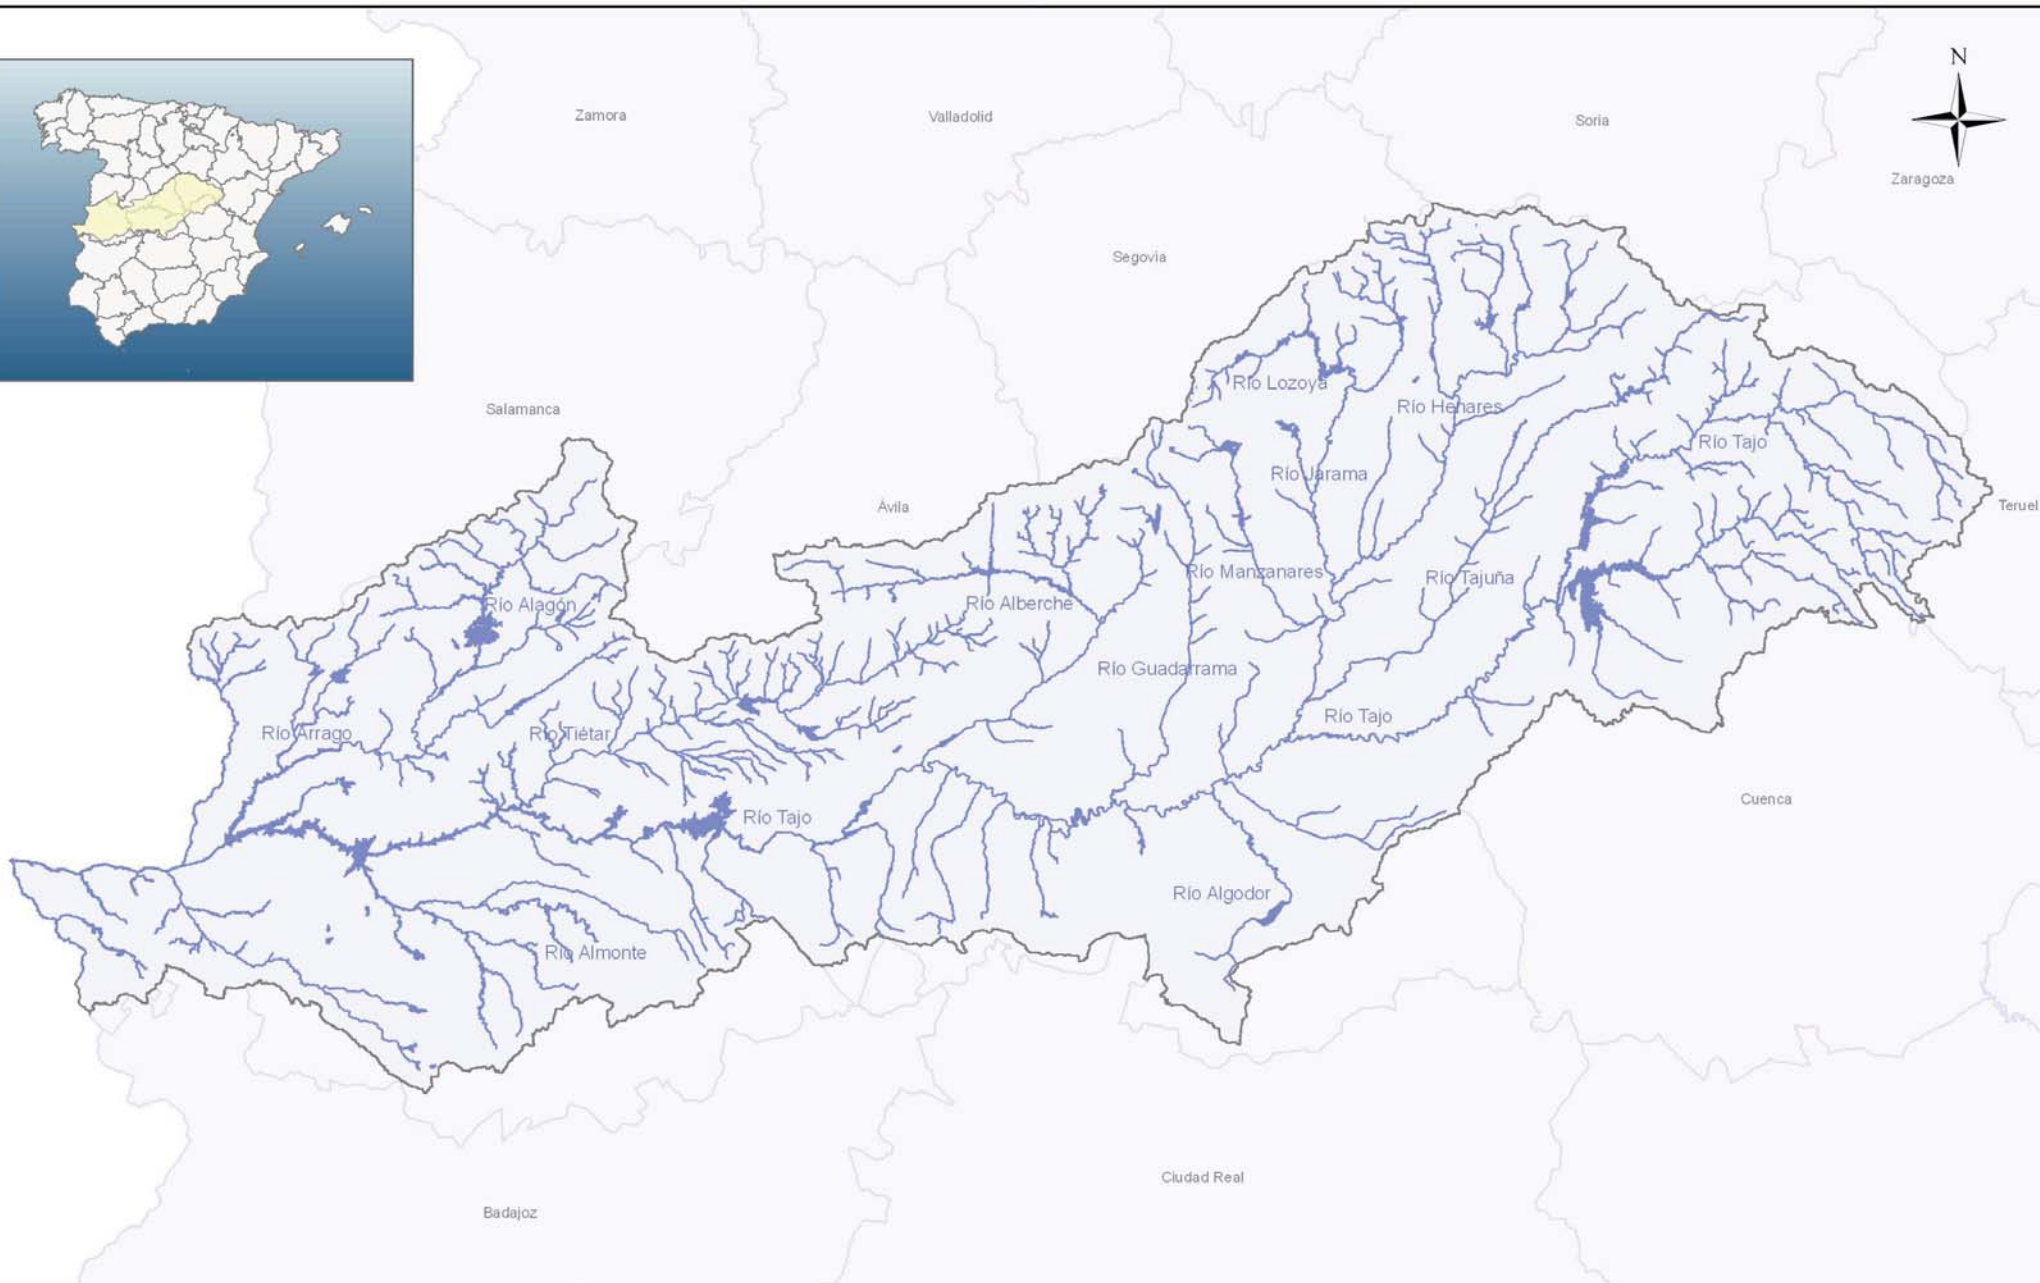 N
Zamora
Valladolid
Soria
Zaragoza
Segovia
Río Lozoya
Río Henares
Salamanca
Río Tajo
Río Jarama
Ávila
Teruel
Río Manzanares
Río Tajuña
Río Alagón
Río Alberche
Río Guadarrama
Río Tajo
Río Arrago
Río Tiétar
Cuenca
Río Tajo
Río Algodor
Río Almonte
Ciudad Real
Badajoz